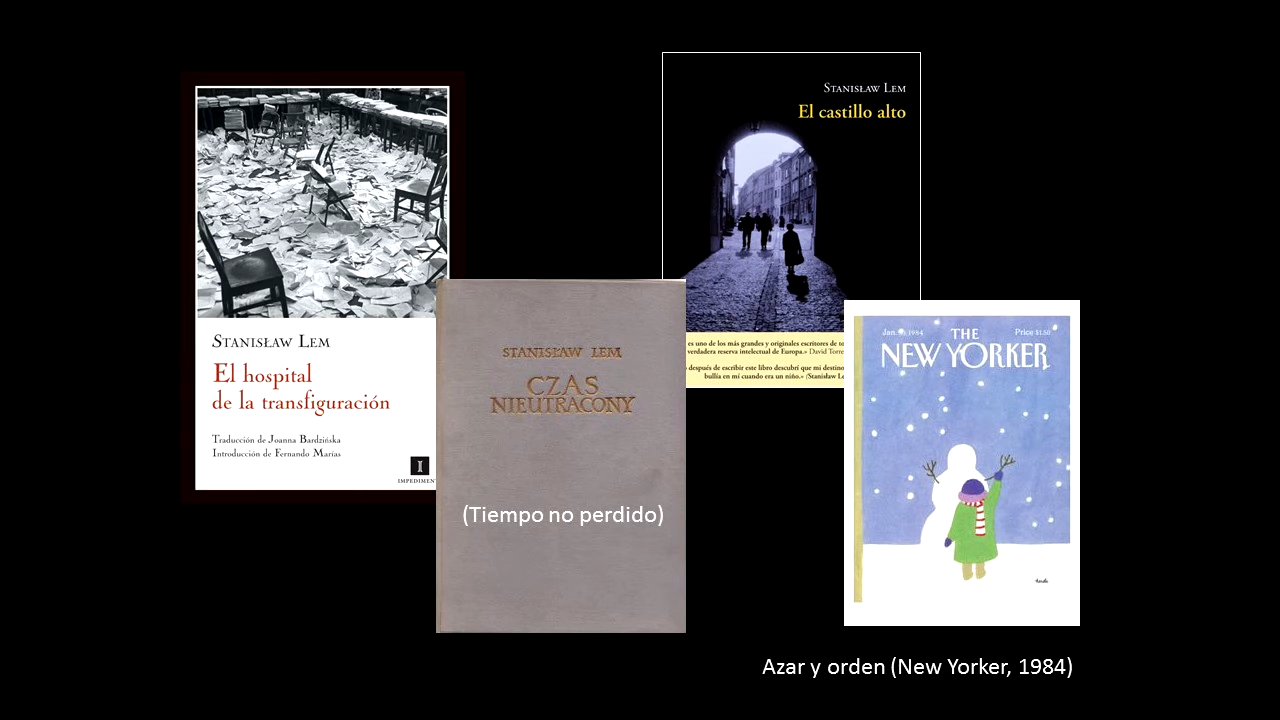 STANISŁAW LEM
El hospital
de la transfiguración
Traducción de Joanna Bardzińska
Introducción de Fernando Marías
STANISŁAW LEM
CZAS
NIEUTRACONY
(Tiempo no perdido)
STANISŁAW LEM
El castillo alto
es uno de los más grandes y originales escritores de
verdadera reserva intelectual de Europa.» David
después de escribir este libro descubrí que mi destino
bullía en mí cuando era un niño.» (Stanisław
Jan. 1984
Price $1.50
THE
NEW YORKER
Azar y orden (New Yorker, 1984)